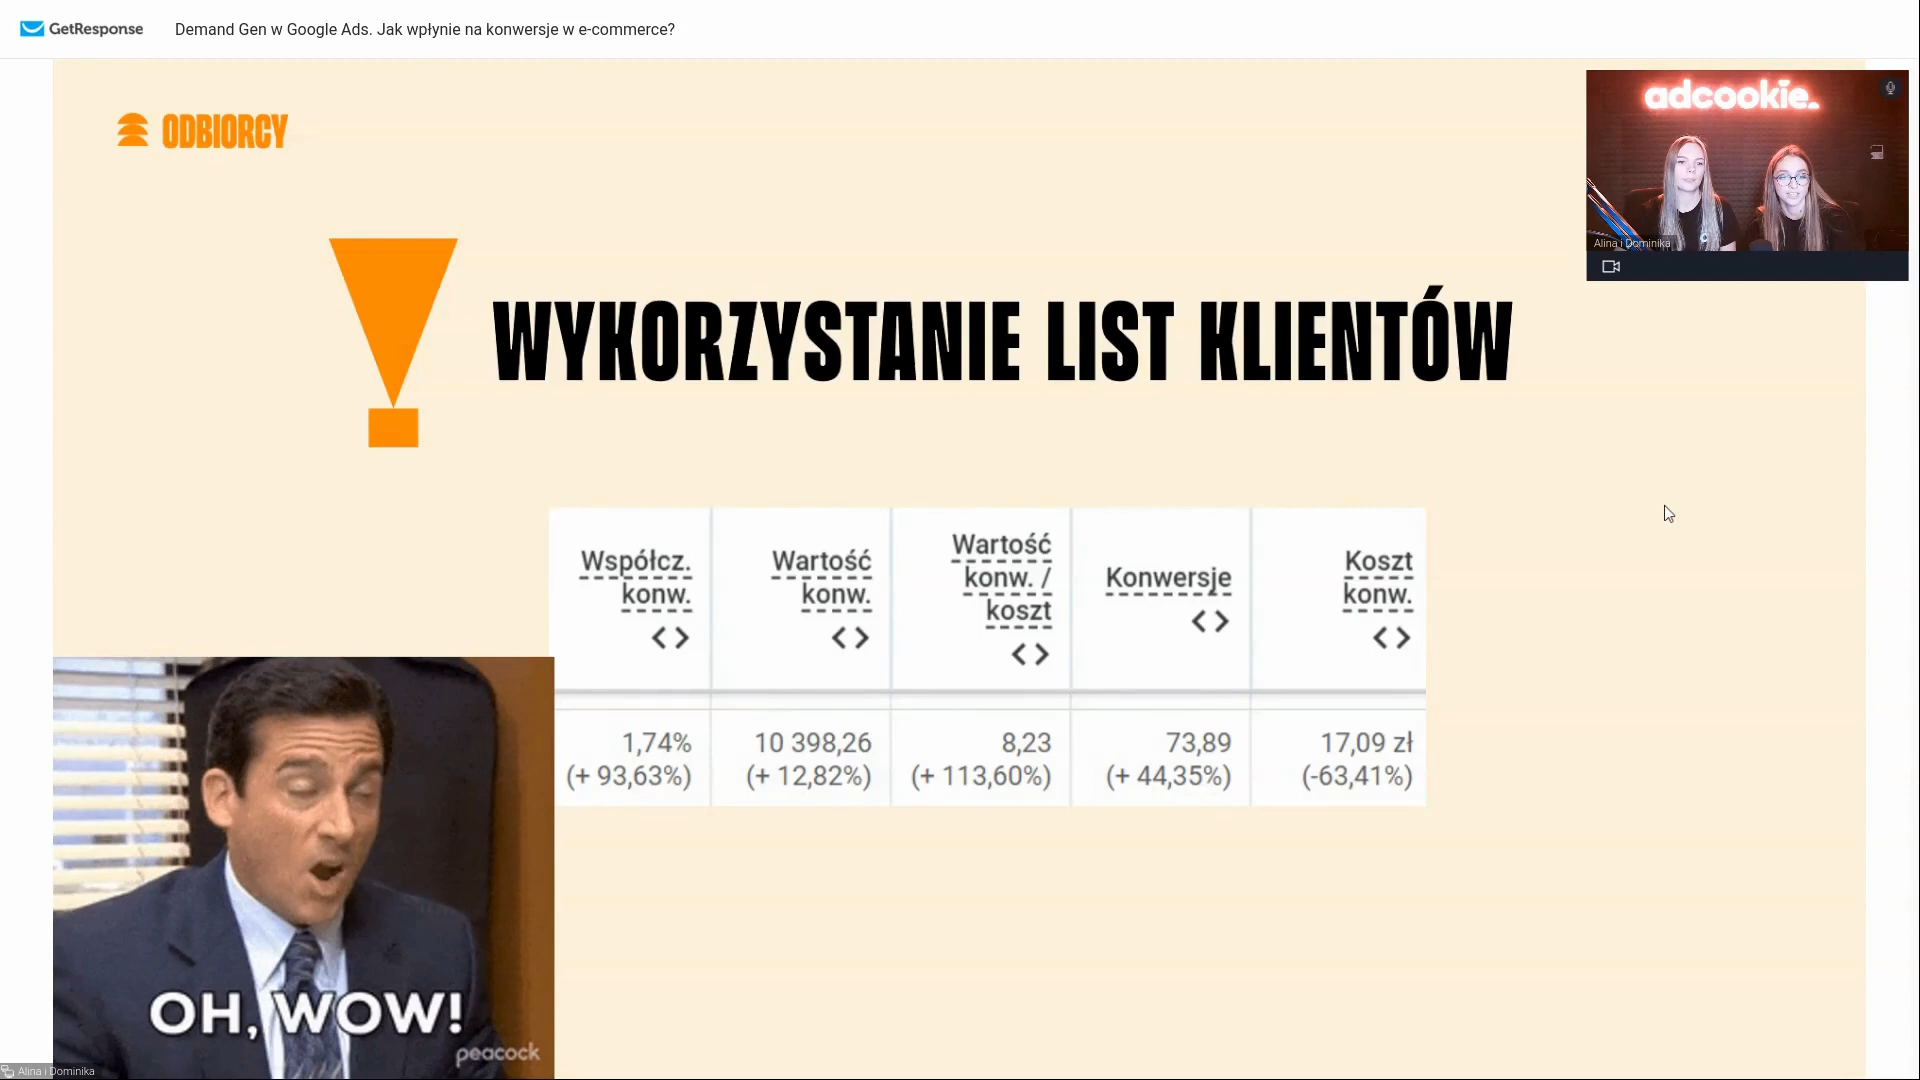 GetResponse
Demand Gen w Google Ads. Jak wpłynie na konwersje w e-commerce?
ODBIORCY
adcookie.
Alina i Dominika
WYKORZYSTANIE LIST KLIENTÓW
Współcz. konw.
Wartość konw.
Wartość konw. / koszt
Konwersje
Koszt konw.
1,74% (+ 93,63%)
10 398,26 (+ 12,82%)
8,23 (+ 113,60%)
73,89 (+ 44,35%)
17,09 zł (-63,41%)
OH, WOW!
peacock
Alina i Dominika